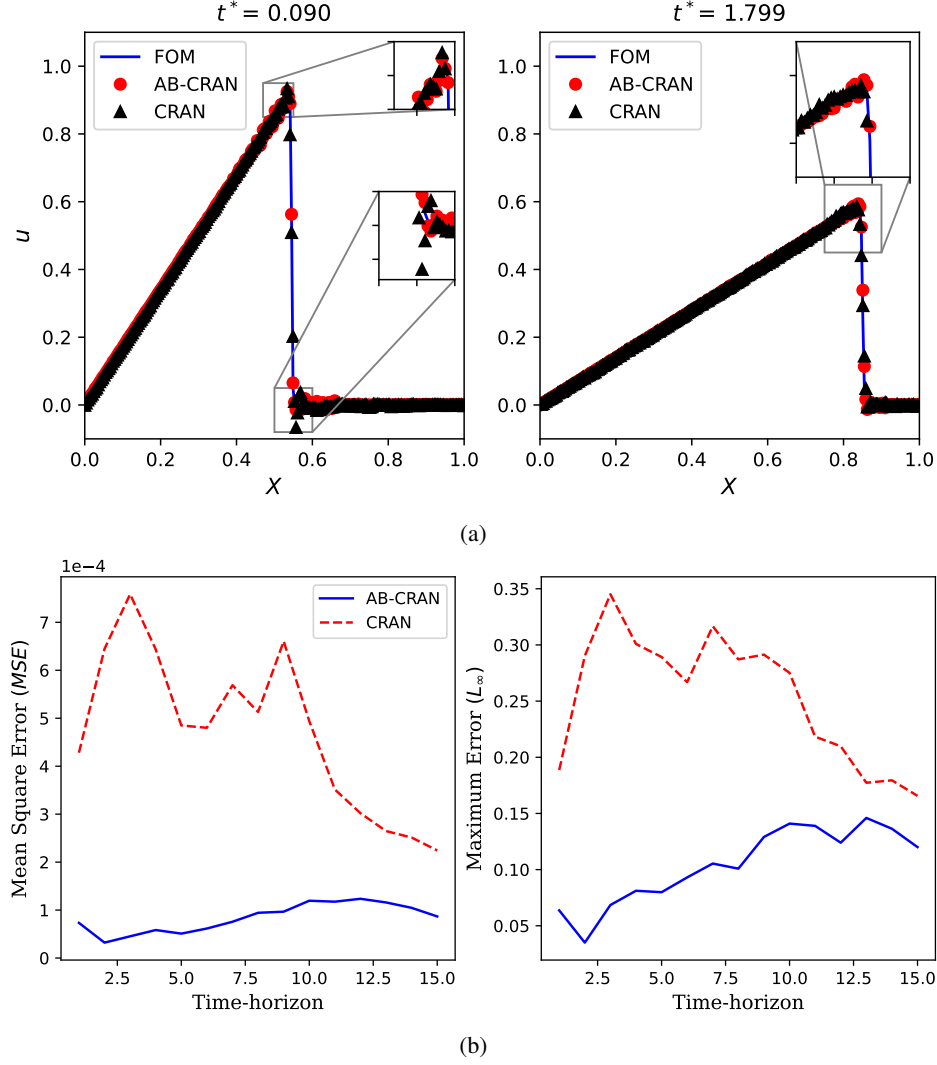 t* = 0.090
t* = 1.799
FOM
AB-CRAN
CRAN
FOM
AB-CRAN
CRAN
u
1.0
0.8
0.6
0.4
0.2
0.0
1.0
0.8
0.6
0.4
0.2
0.0
0.0 0.2 0.4 0.6 0.8 1.0
0.0 0.2 0.4 0.6 0.8 1.0
X
X
(a)
1e−4
AB-CRAN
CRAN
Mean Square Error (MSE)
7
6
5
4
3
2
1
0
Maximum Error (L∞)
0.35
0.30
0.25
0.20
0.15
0.10
0.05
2.5 5.0 7.5 10.0 12.5 15.0
2.5 5.0 7.5 10.0 12.5 15.0
Time-horizon
Time-horizon
(b)